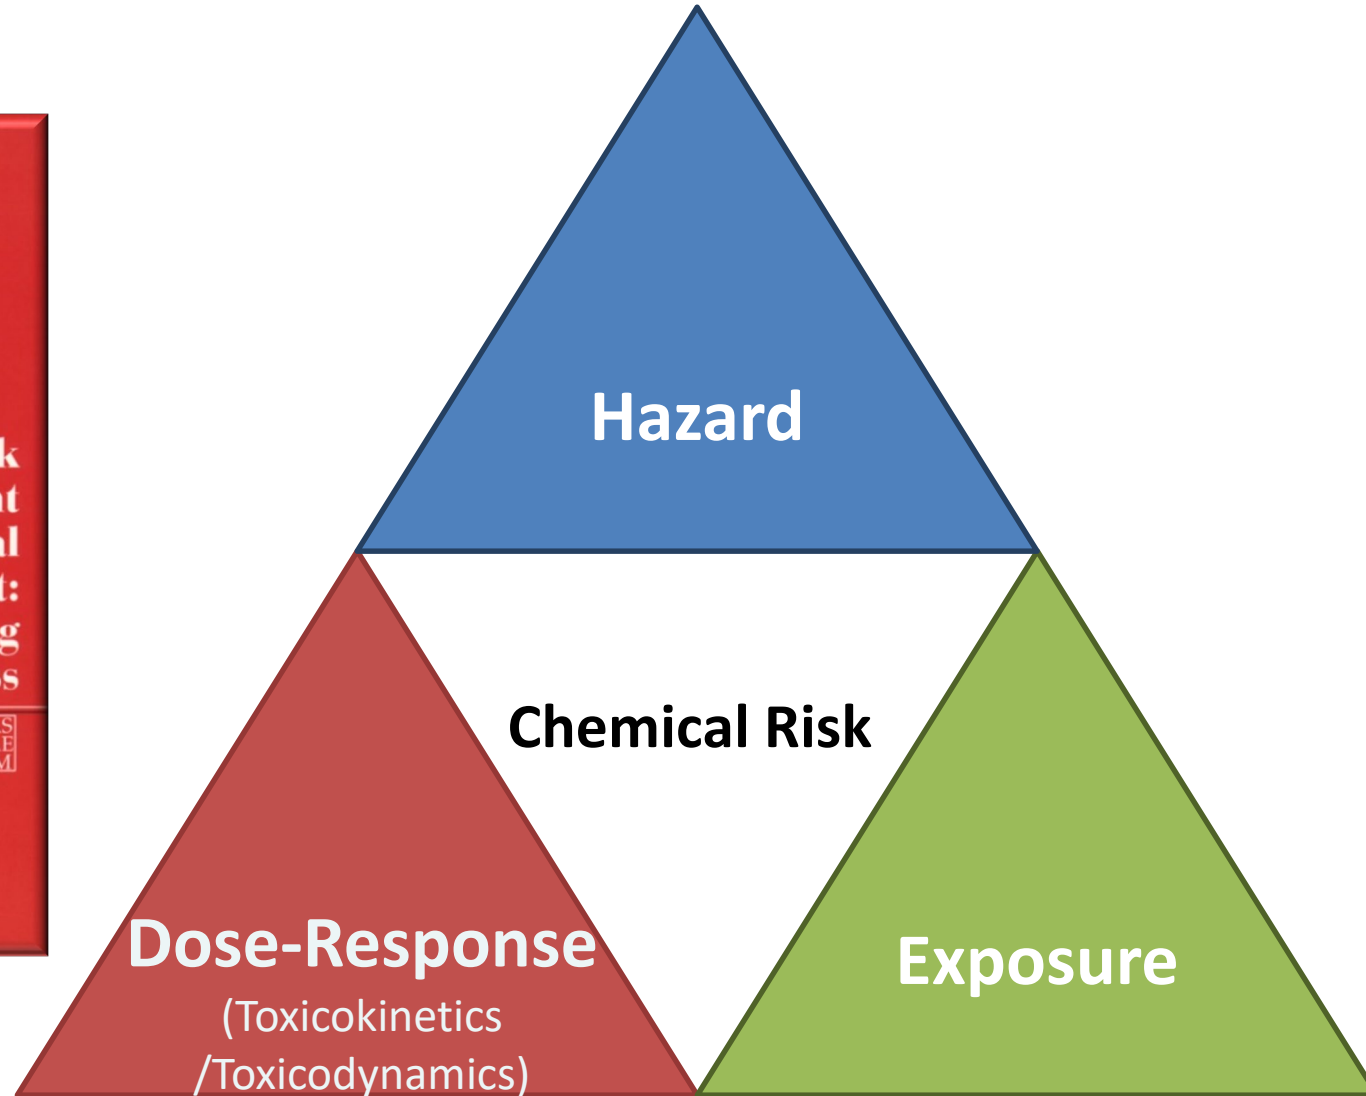 Hazard
Chemical Risk
Dose-Response
(Toxicokinetics
/Toxicodynamics)
Exposure